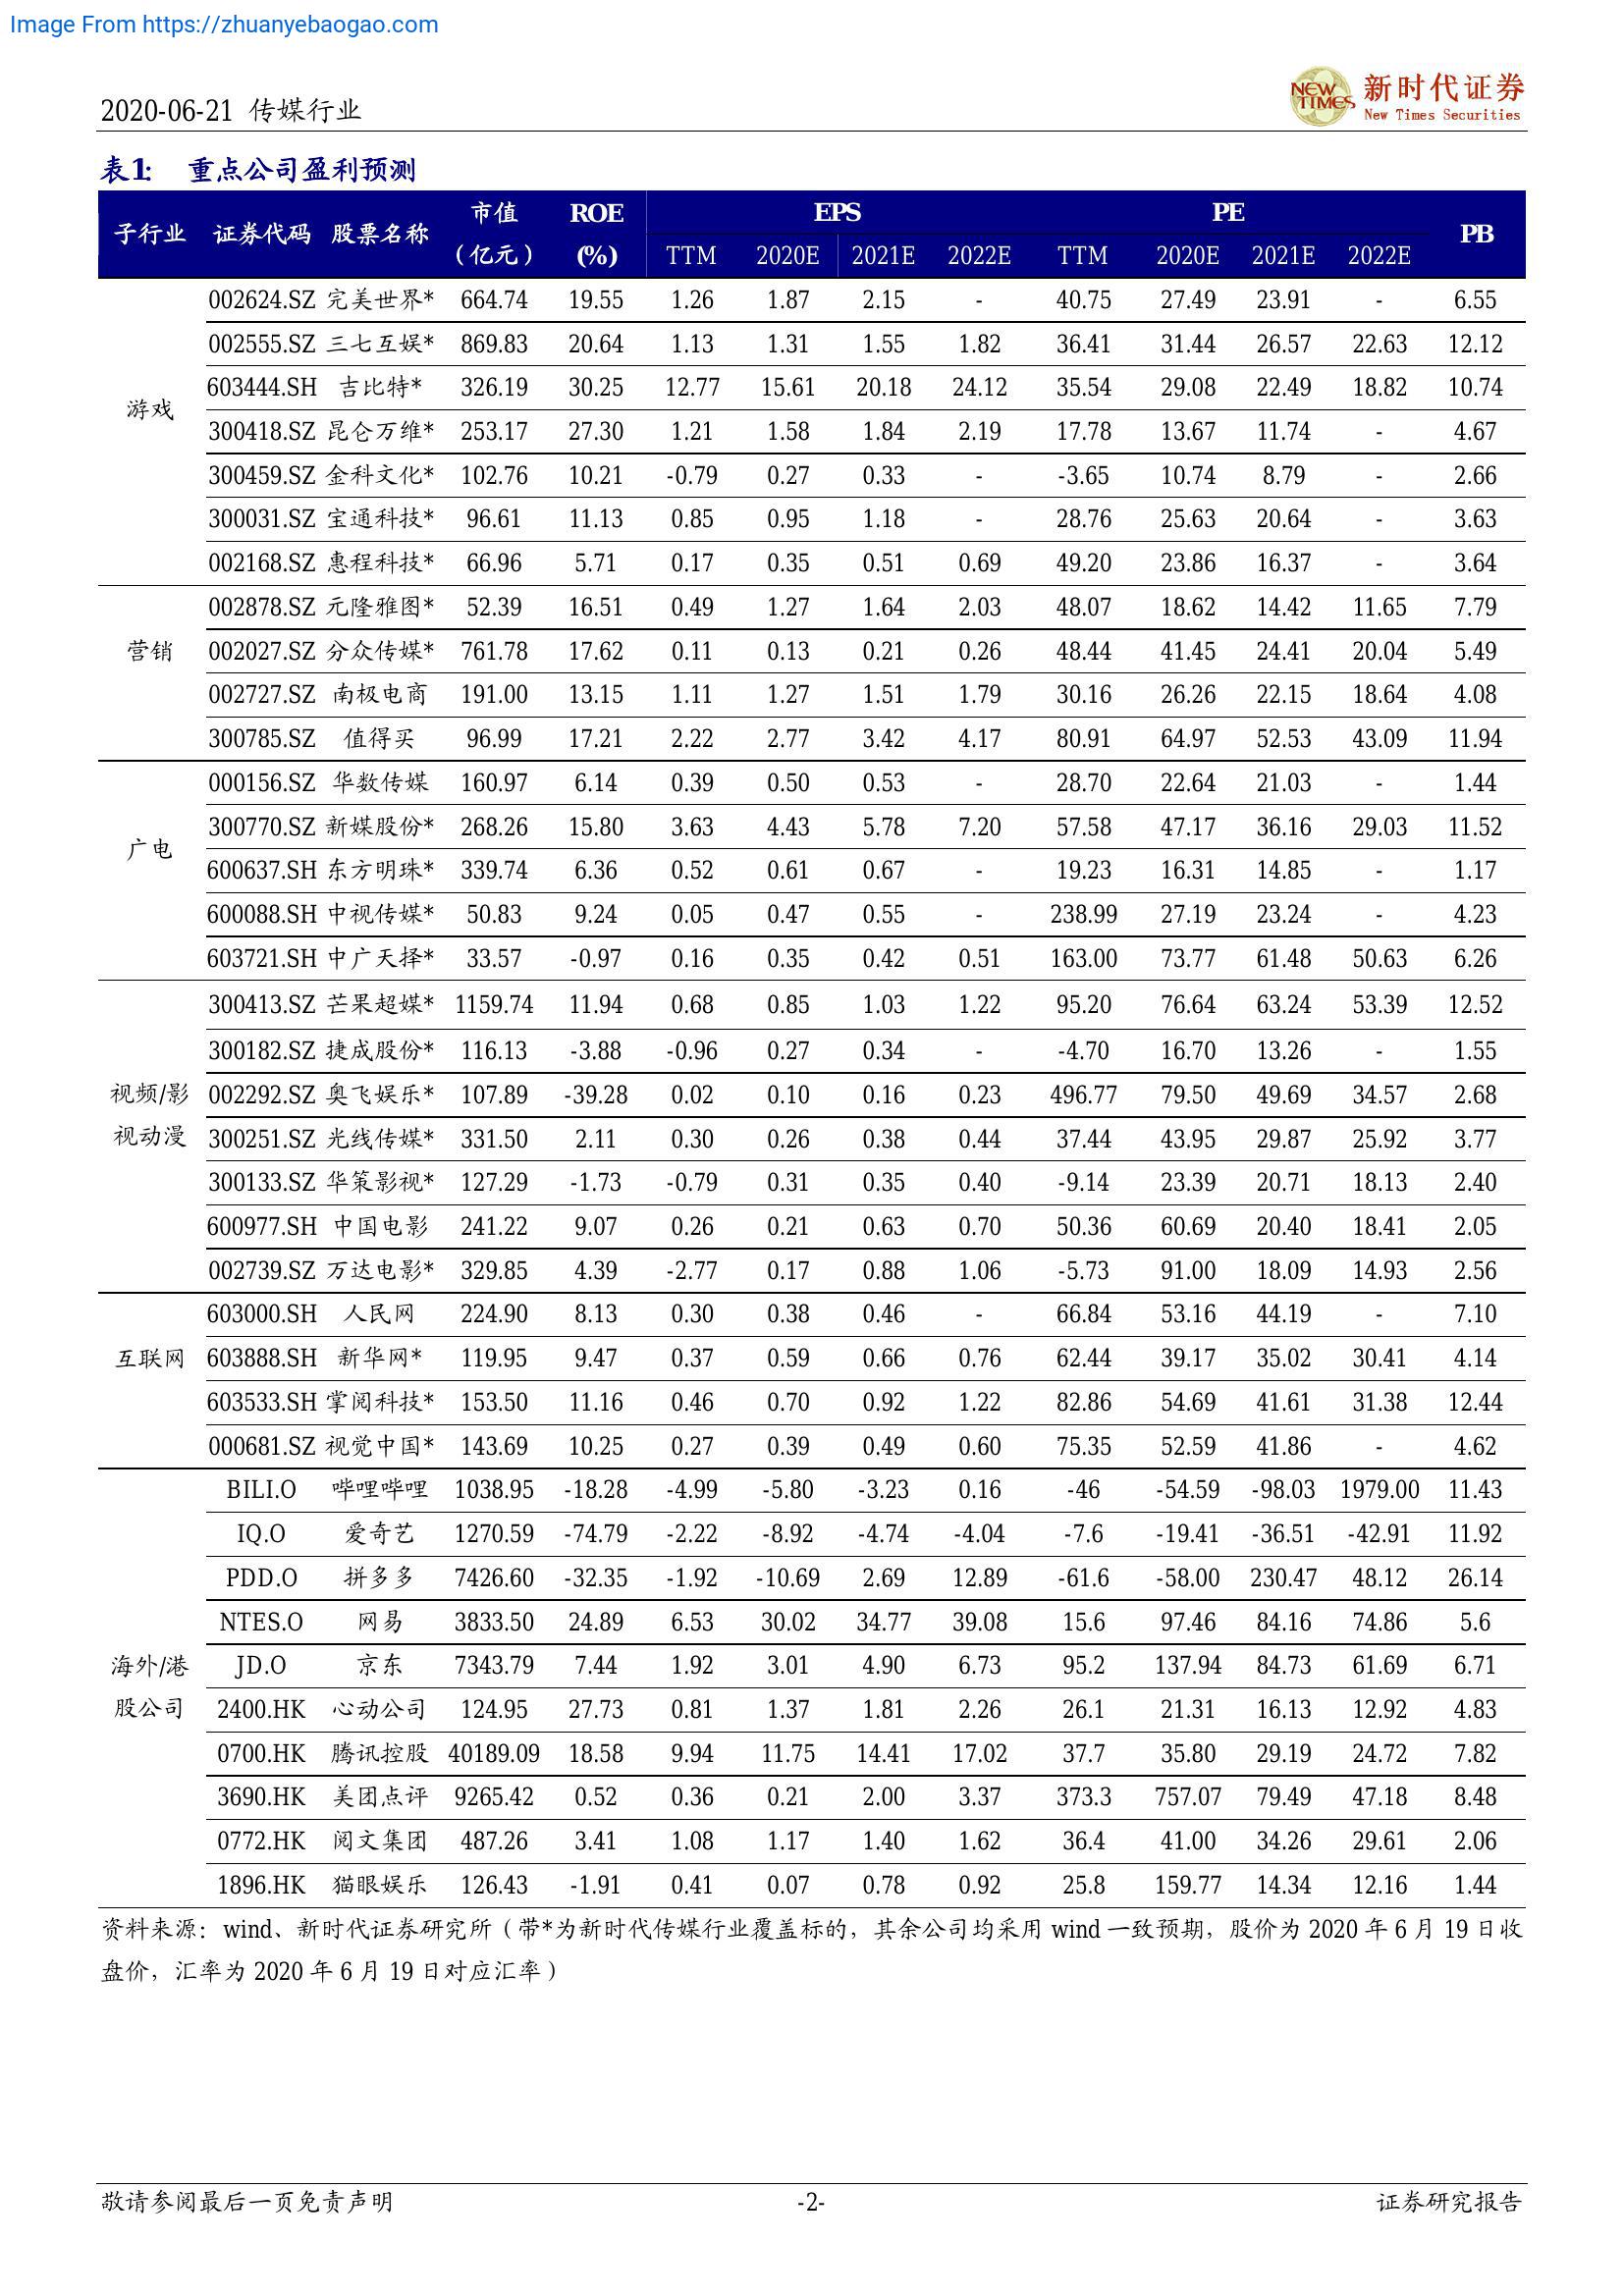 Image From https://zhuanyebaogao.com
2020-06-21 传媒行业
NEW TIMES 新时代证券
New Times Securities
表1: 重点公司盈利预测
子行业 证券代码 股票名称 市值（亿元） ROE (%) EPS PE PB
TTM 2020E 2021E 2022E TTM 2020E 2021E 2022E
游戏
002624.SZ 完美世界* 664.74 19.55 1.26 1.87 2.15 - 40.75 27.49 23.91 - 6.55
002555.SZ 三七互娱* 869.83 20.64 1.13 1.31 1.55 1.82 36.41 31.44 26.57 22.63 12.12
603444.SH 吉比特* 326.19 30.25 12.77 15.61 20.18 24.12 35.54 29.08 22.49 18.82 10.74
300418.SZ 昆仑万维* 253.17 27.30 1.21 1.58 1.84 2.19 17.78 13.67 11.74 - 4.67
300459.SZ 金科文化* 102.76 10.21 -0.79 0.27 0.33 - -3.65 10.74 8.79 - 2.66
300031.SZ 宝通科技* 96.61 11.13 0.85 0.95 1.18 - 28.76 25.63 20.64 - 3.63
002168.SZ 惠程科技* 66.96 5.71 0.17 0.35 0.51 0.69 49.20 23.86 16.37 - 3.64
营销
002878.SZ 元隆雅图* 52.39 16.51 0.49 1.27 1.64 2.03 48.07 18.62 14.42 11.65 7.79
002027.SZ 分众传媒* 761.78 17.62 0.11 0.13 0.21 0.26 48.44 41.45 24.41 20.04 5.49
002727.SZ 南极电商 191.00 13.15 1.11 1.27 1.51 1.79 30.16 26.26 22.15 18.64 4.08
300785.SZ 值得买 96.99 17.21 2.22 2.77 3.42 4.17 80.91 64.97 52.53 43.09 11.94
广电
000156.SZ 华数传媒 160.97 6.14 0.39 0.50 0.53 - 28.70 22.64 21.03 - 1.44
300770.SZ 新媒股份* 268.26 15.80 3.63 4.43 5.78 7.20 57.58 47.17 36.16 29.03 11.52
600637.SH 东方明珠* 339.74 6.36 0.52 0.61 0.67 - 19.23 16.31 14.85 - 1.17
600088.SH 中视传媒* 50.83 9.24 0.05 0.47 0.55 - 238.99 27.19 23.24 - 4.23
603721.SH 中广天择* 33.57 -0.97 0.16 0.35 0.42 0.51 163.00 73.77 61.48 50.63 6.26
视频/影视动漫
300413.SZ 芒果超媒* 1159.74 11.94 0.68 0.85 1.03 1.22 95.20 76.64 63.24 53.39 12.52
300182.SZ 捷成股份* 116.13 -3.88 -0.96 0.27 0.34 - -4.70 16.70 13.26 - 1.55
002292.SZ 奥飞娱乐* 107.89 -39.28 0.02 0.10 0.16 0.23 496.77 79.50 49.69 34.57 2.68
300251.SZ 光线传媒* 331.50 2.11 0.30 0.26 0.38 0.44 37.44 43.95 29.87 25.92 3.77
300133.SZ 华策影视* 127.29 -1.73 -0.79 0.31 0.35 0.40 -9.14 23.39 20.71 18.13 2.40
600977.SH 中国电影 241.22 9.07 0.26 0.21 0.63 0.70 50.36 60.69 20.40 18.41 2.05
002739.SZ 万达电影* 329.85 4.39 -2.77 0.17 0.88 1.06 -5.73 91.00 18.09 14.93 2.56
互联网
603000.SH 人民网 224.90 8.13 0.30 0.38 0.46 - 66.84 53.16 44.19 - 7.10
603888.SH 新华网* 119.95 9.47 0.37 0.59 0.66 0.76 62.44 39.17 35.02 30.41 4.14
603533.SH 掌阅科技* 153.50 11.16 0.46 0.70 0.92 1.22 82.86 54.69 41.61 31.38 12.44
000681.SZ 视觉中国* 143.69 10.25 0.27 0.39 0.49 0.60 75.35 52.59 41.86 - 4.62
海外/港股公司
BILI.O 哔哩哔哩 1038.95 -18.28 -4.99 -5.80 -3.23 0.16 -46 -54.59 -98.03 1979.00 11.43
IQ.O 爱奇艺 1270.59 -74.79 -2.22 -8.92 -4.74 -4.04 -7.6 -19.41 -36.51 -42.91 11.92
PDD.O 拼多多 7426.60 -32.35 -1.92 -10.69 2.69 12.89 -61.6 -58.00 230.47 48.12 26.14
NTES.O 网易 3833.50 24.89 6.53 30.02 34.77 39.08 15.6 97.46 84.16 74.86 5.6
JD.O 京东 7343.79 7.44 1.92 3.01 4.90 6.73 95.2 137.94 84.73 61.69 6.71
2400.HK 心动公司 124.95 27.73 0.81 1.37 1.81 2.26 26.1 21.31 16.13 12.92 4.83
0700.HK 腾讯控股 40189.09 18.58 9.94 11.75 14.41 17.02 37.7 35.80 29.19 24.72 7.82
3690.HK 美团点评 9265.42 0.52 0.36 0.21 2.00 3.37 373.3 757.07 79.49 47.18 8.48
0772.HK 阅文集团 487.26 3.41 1.08 1.17 1.40 1.62 36.4 41.00 34.26 29.61 2.06
1896.HK 猫眼娱乐 126.43 -1.91 0.41 0.07 0.78 0.92 25.8 159.77 14.34 12.16 1.44
资料来源：wind、新时代证券研究所（带*为新时代传媒行业覆盖标的，其余公司均采用 wind 一致预期，股价为 2020 年 6 月 19 日收
盘价，汇率为 2020 年 6 月 19 日对应汇率）
敬请参阅最后一页免责声明 -2- 证券研究报告